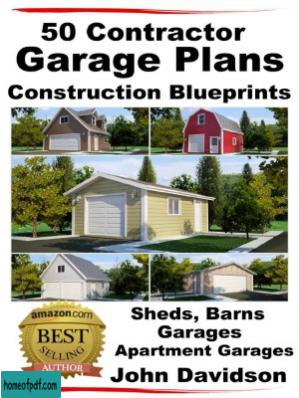 50 Contractor
Garage Plans
Construction Blueprints
amazon.com
BEST
SELLING
AUTHOR
Sheds, Barns
Garages
Apartment Garages
John Davidson
homeofpdf.com